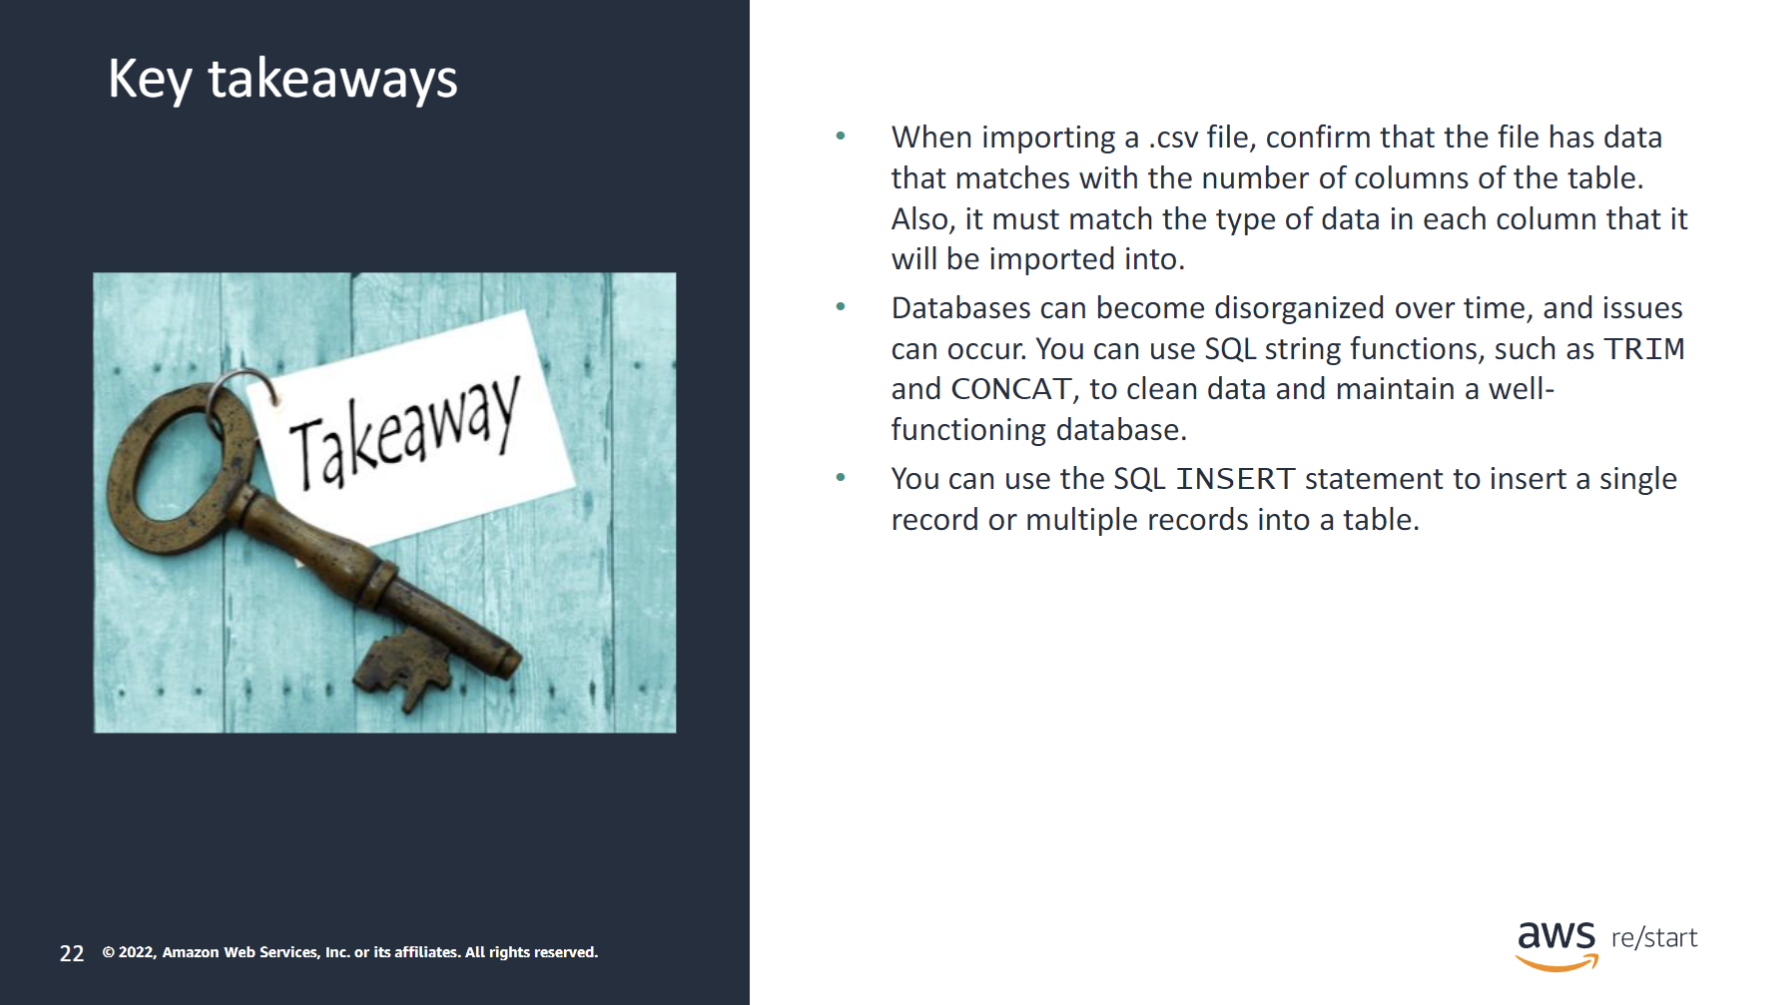 Key takeaways
Takeaway
• When importing a .csv file, confirm that the file has data
that matches with the number of columns of the table.
Also, it must match the type of data in each column that it
will be imported into.
• Databases can become disorganized over time, and issues
can occur. You can use SQL string functions, such as TRIM
and CONCAT, to clean data and maintain a well-
functioning database.
• You can use the SQL INSERT statement to insert a single
record or multiple records into a table.
22 © 2022, Amazon Web Services, Inc. or its affiliates. All rights reserved.
aws re/start